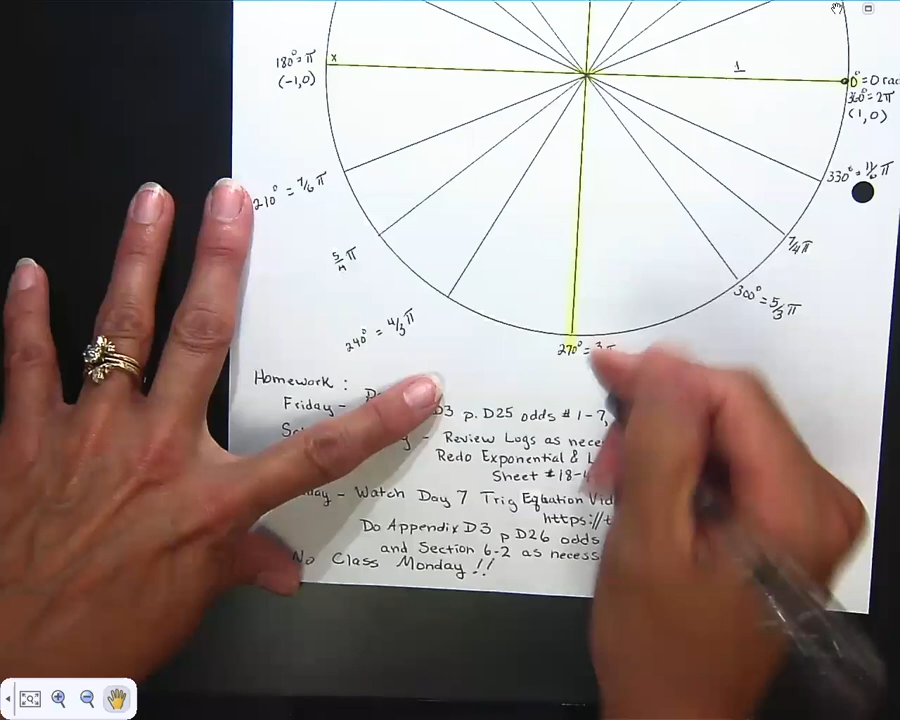 1
180° = π
x
(-1,0)
0° = 0 rad
360° = 2π
(1,0)
330° = 11/6 π
210° = 7/6 π
7/4 π
5/4 π
300° = 5/3 π
240° = 4/3 π
270° = 3 π
Homework :
Friday - D3 p. D25 odds # 1-7,
- Review Logs as
Redo Exponential &
Sheet #18-
- Watch Day 7 Trig Equation
https://
Do Appendix D3 p D26 odds
and Section 6-2 as
No Class Monday !!